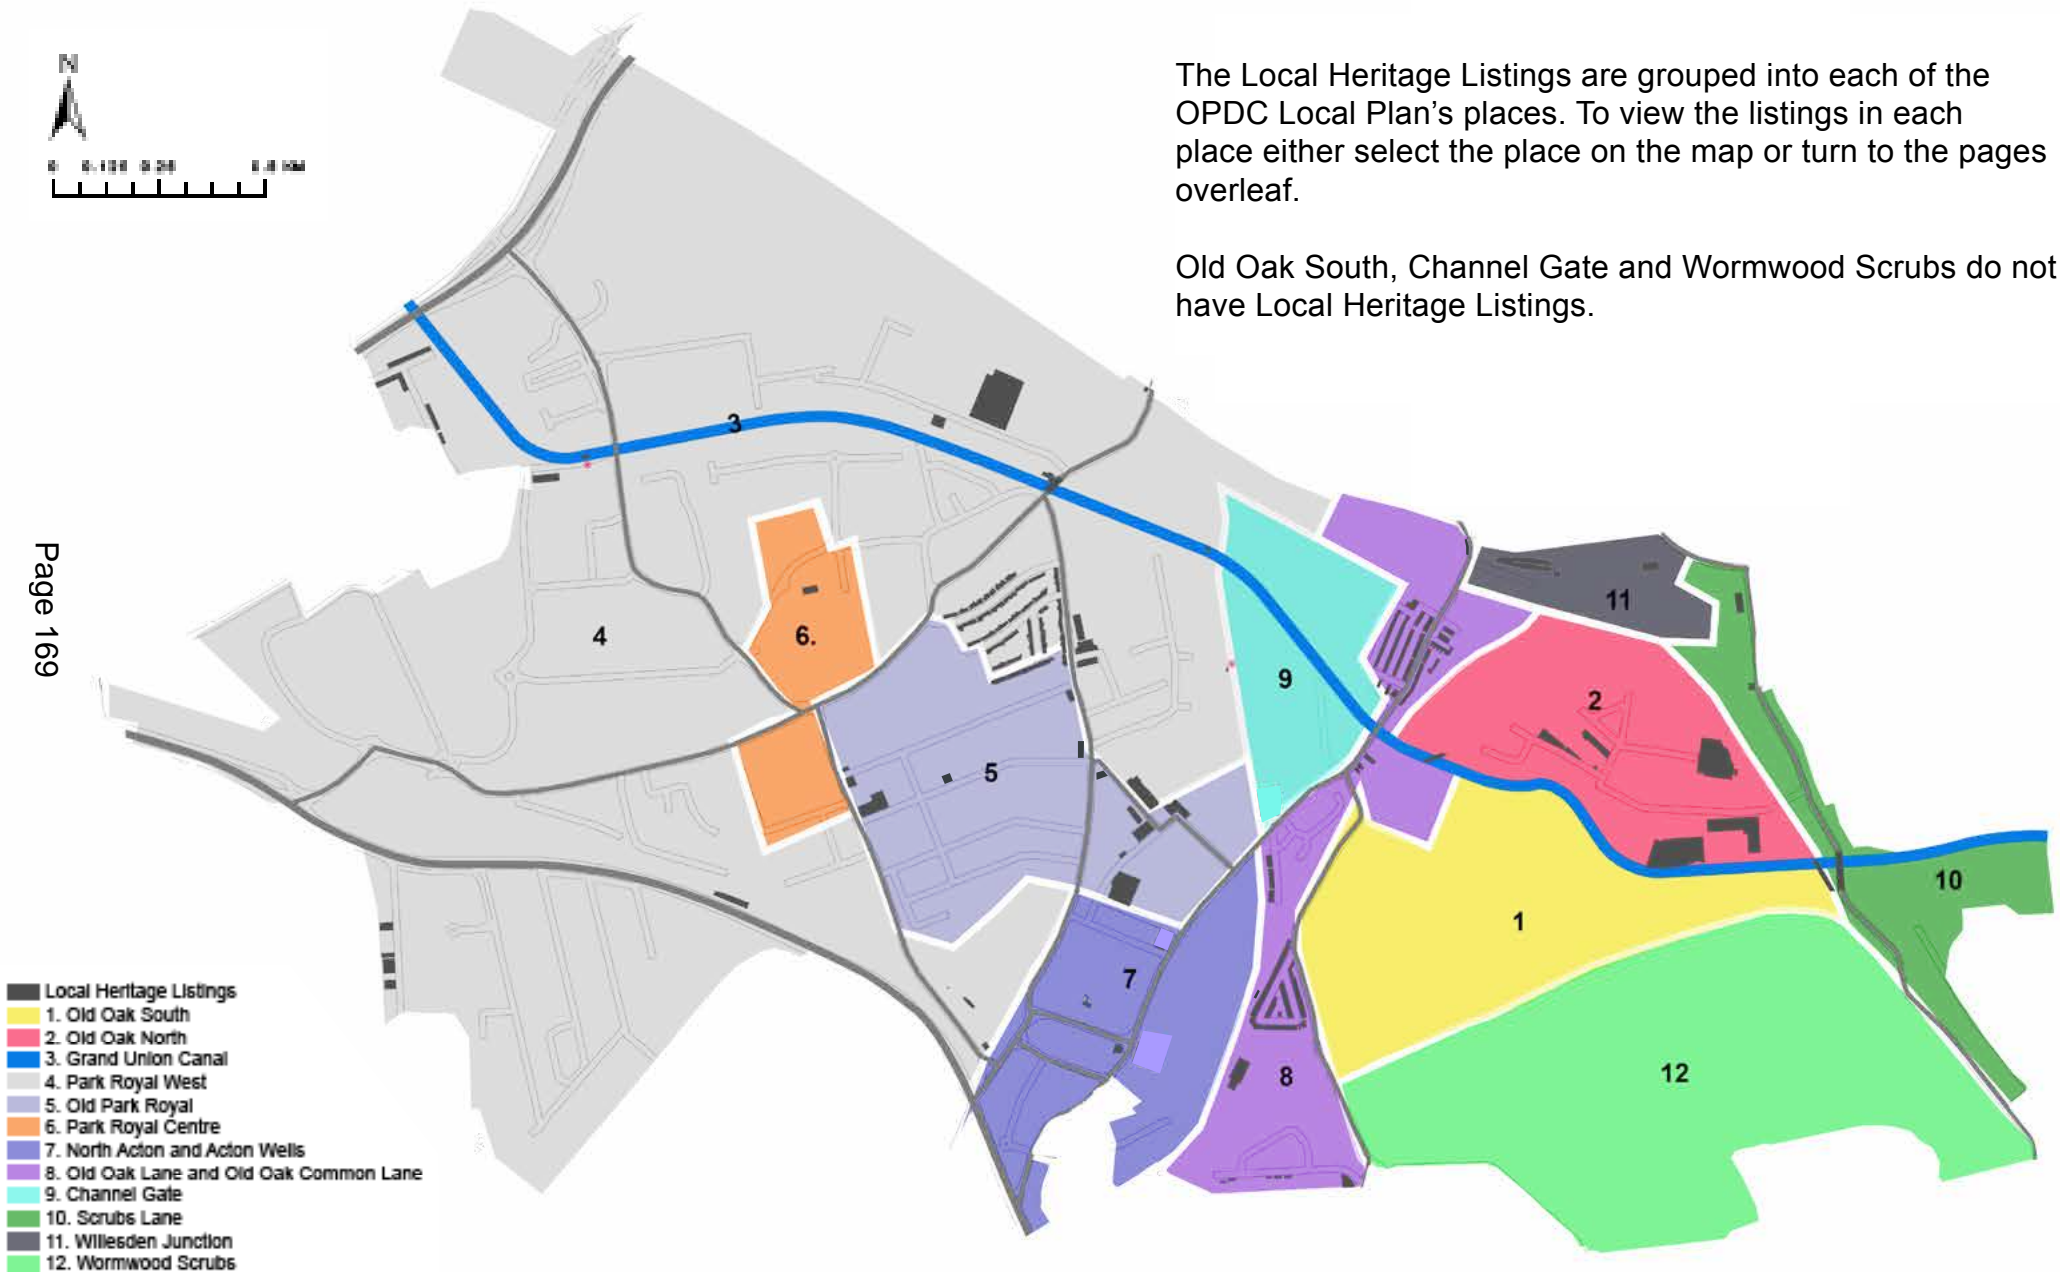 N
The Local Heritage Listings are grouped into each of the
OPDC Local Plan's places. To view the listings in each
place either select the place on the map or turn to the pages
overleaf.
Old Oak South, Channel Gate and Wormwood Scrubs do not
have Local Heritage Listings.
3
11
4
6.
9
2
5
10
1
7
12
8
Page 169
Local Heritage Listings
1. Old Oak South
2. Old Oak North
3. Grand Union Canal
4. Park Royal West
5. Old Park Royal
6. Park Royal Centre
7. North Acton and Acton Wells
8. Old Oak Lane and Old Oak Common Lane
9. Channel Gate
10. Scrubs Lane
11. Willesden Junction
12. Wormwood Scrubs